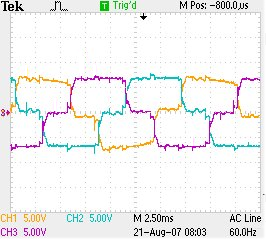 Tek T Trig'd M Pos: -800.0µs
3
CH1 5.00V CH2 5.00V M 2.50ms AC Line
CH3 5.00V 21-Aug-07 08:03 60.0Hz